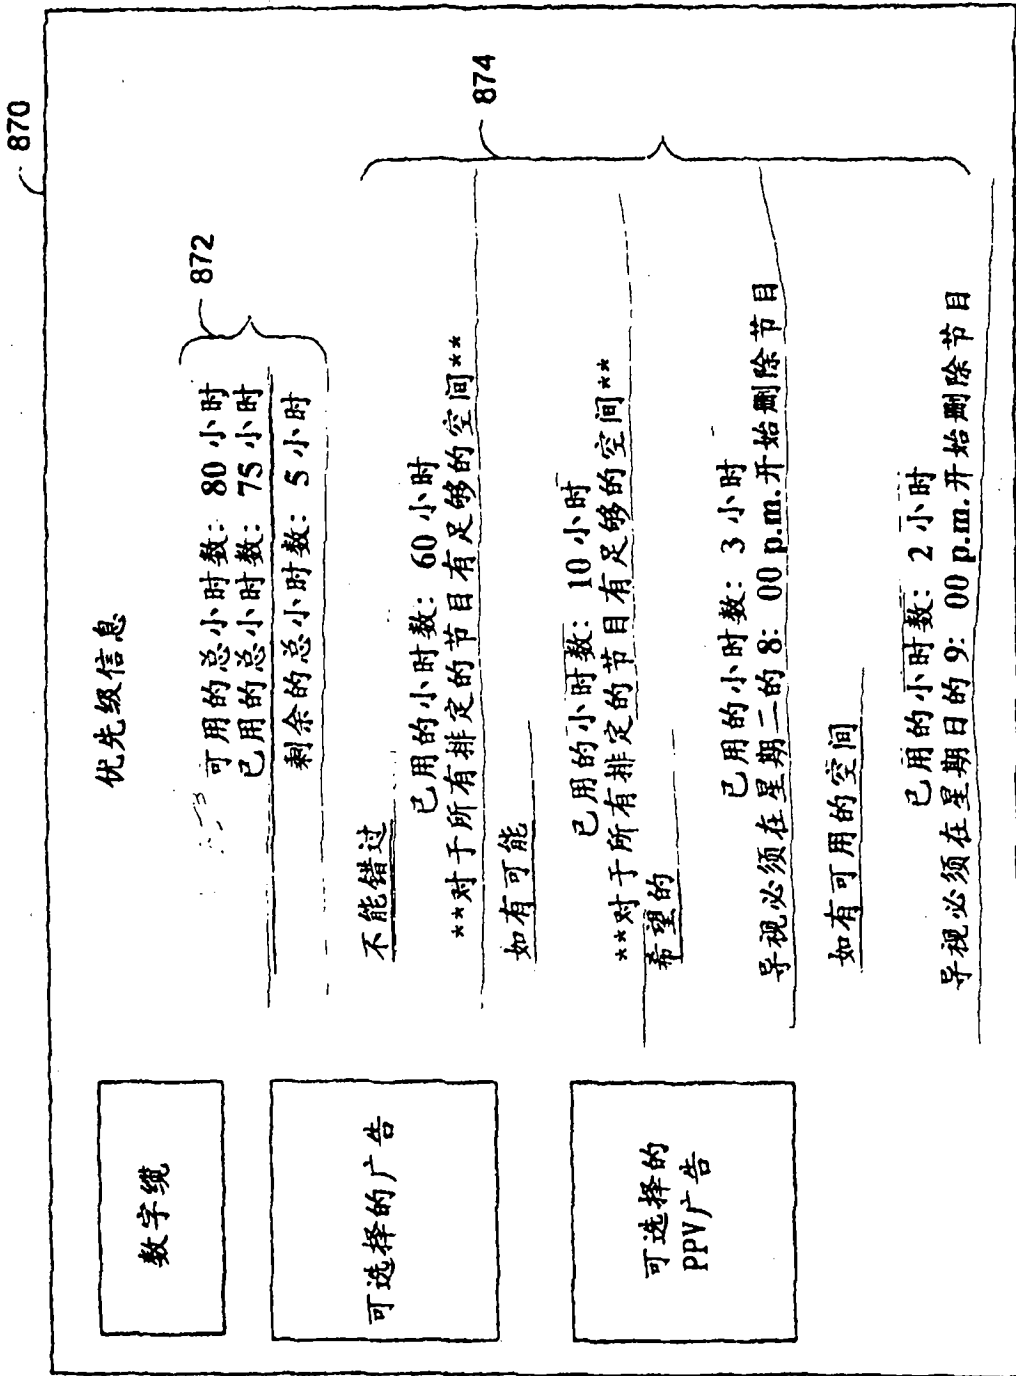 870
数字缆
可选择的广告
可选择的
PPV广告
优先级信息
可用的总小时数: 80 小时
已用的总小时数: 75 小时
剩余的总小时数: 5 小时
872
874
不能错过
已用的小时数: 60 小时
**对于所有排定的节目有足够的空间**
如有可能
已用的小时数: 10 小时
**对于所有排定的节目有足够的空间**
希望的
已用的小时数: 3 小时
导视必须在星期二的 8: 00 p.m.开始删除节目
如有可用的空间
已用的小时数: 2 小时
导视必须在星期日的 9: 00 p.m.开始删除节目